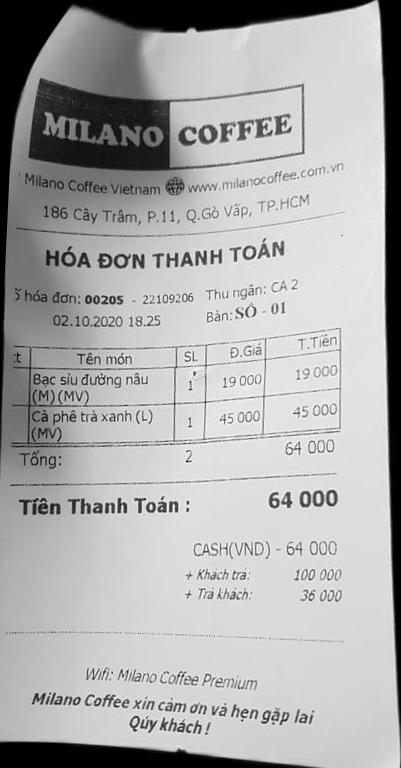 MILANO COFFEE
Milano Coffee Vietnam www.milanocoffee.com.vn
186 Cây Trâm, P.11, Q.Gò Vấp, TP.HCM
HÓA ĐƠN THANH TOÁN
ố hóa đơn: 00205 - 22109206 Thu ngân: CA 2
02.10.2020 18.25 Bàn: SỐ - 01
t Tên món SL Đ.Giá T.Tiên
Bạc sỉu đường nâu (M) (MV) 1 19 000 19 000
Cà phê trà xanh (L) (MV) 1 45 000 45 000
Tổng: 2 64 000
Tiền Thanh Toán : 64 000
CASH(VND) - 64 000
+ Khách trả: 100 000
+ Trả khách: 36 000
Wifi: Milano Coffee Premium
Milano Coffee xin cảm ơn và hẹn gặp lai
Qúy khách !